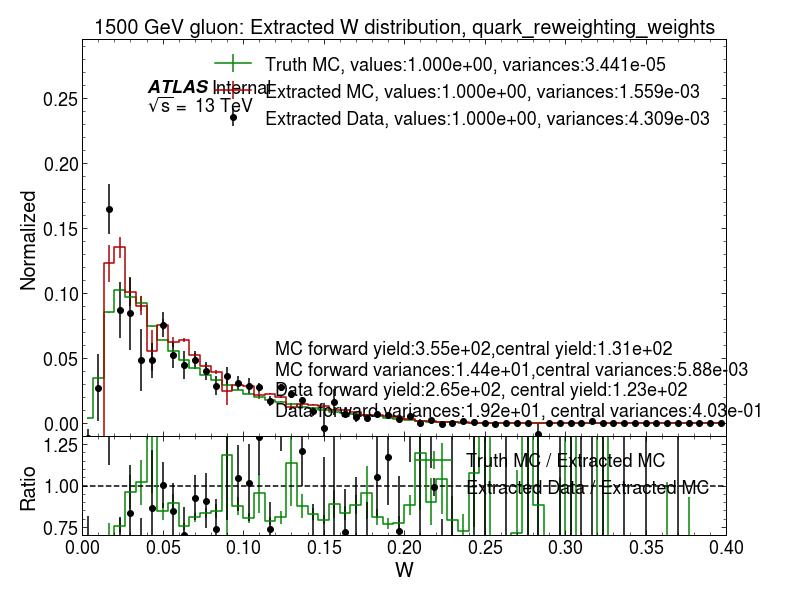 1500 GeV gluon: Extracted W distribution, quark_reweighting_weights
Truth MC, values:1.000e+00, variances:3.441e-05
ATLAS Internal
Extracted MC, values:1.000e+00, variances:1.559e-03
√s = 13 TeV
Extracted Data, values:1.000e+00, variances:4.309e-03
Normalized
0.25
0.20
0.15
0.10
0.05
0.00
MC forward yield:3.55e+02,central yield:1.31e+02
MC forward variances:1.44e+01,central variances:5.88e-03
Data forward yield:2.65e+02, central yield:1.23e+02
Data forward variances:1.92e+01, central variances:4.03e-01
Ratio
1.25
1.00
0.75
Truth MC / Extracted MC
Extracted Data / Extracted MC
0.00 0.05 0.10 0.15 0.20 0.25 0.30 0.35 0.40
W